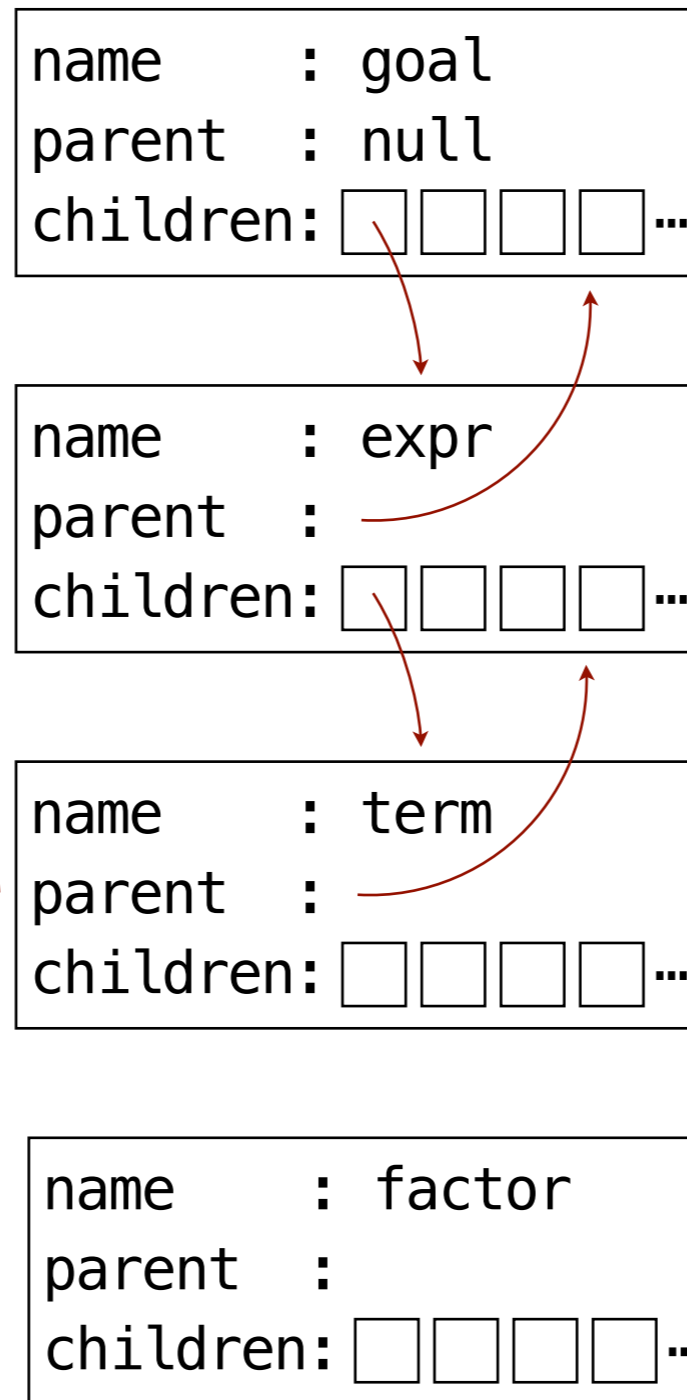 name : goal
parent : null
children: …
name : expr
parent :
children: …
name : term
parent :
children: …
name : factor
parent :
children: …